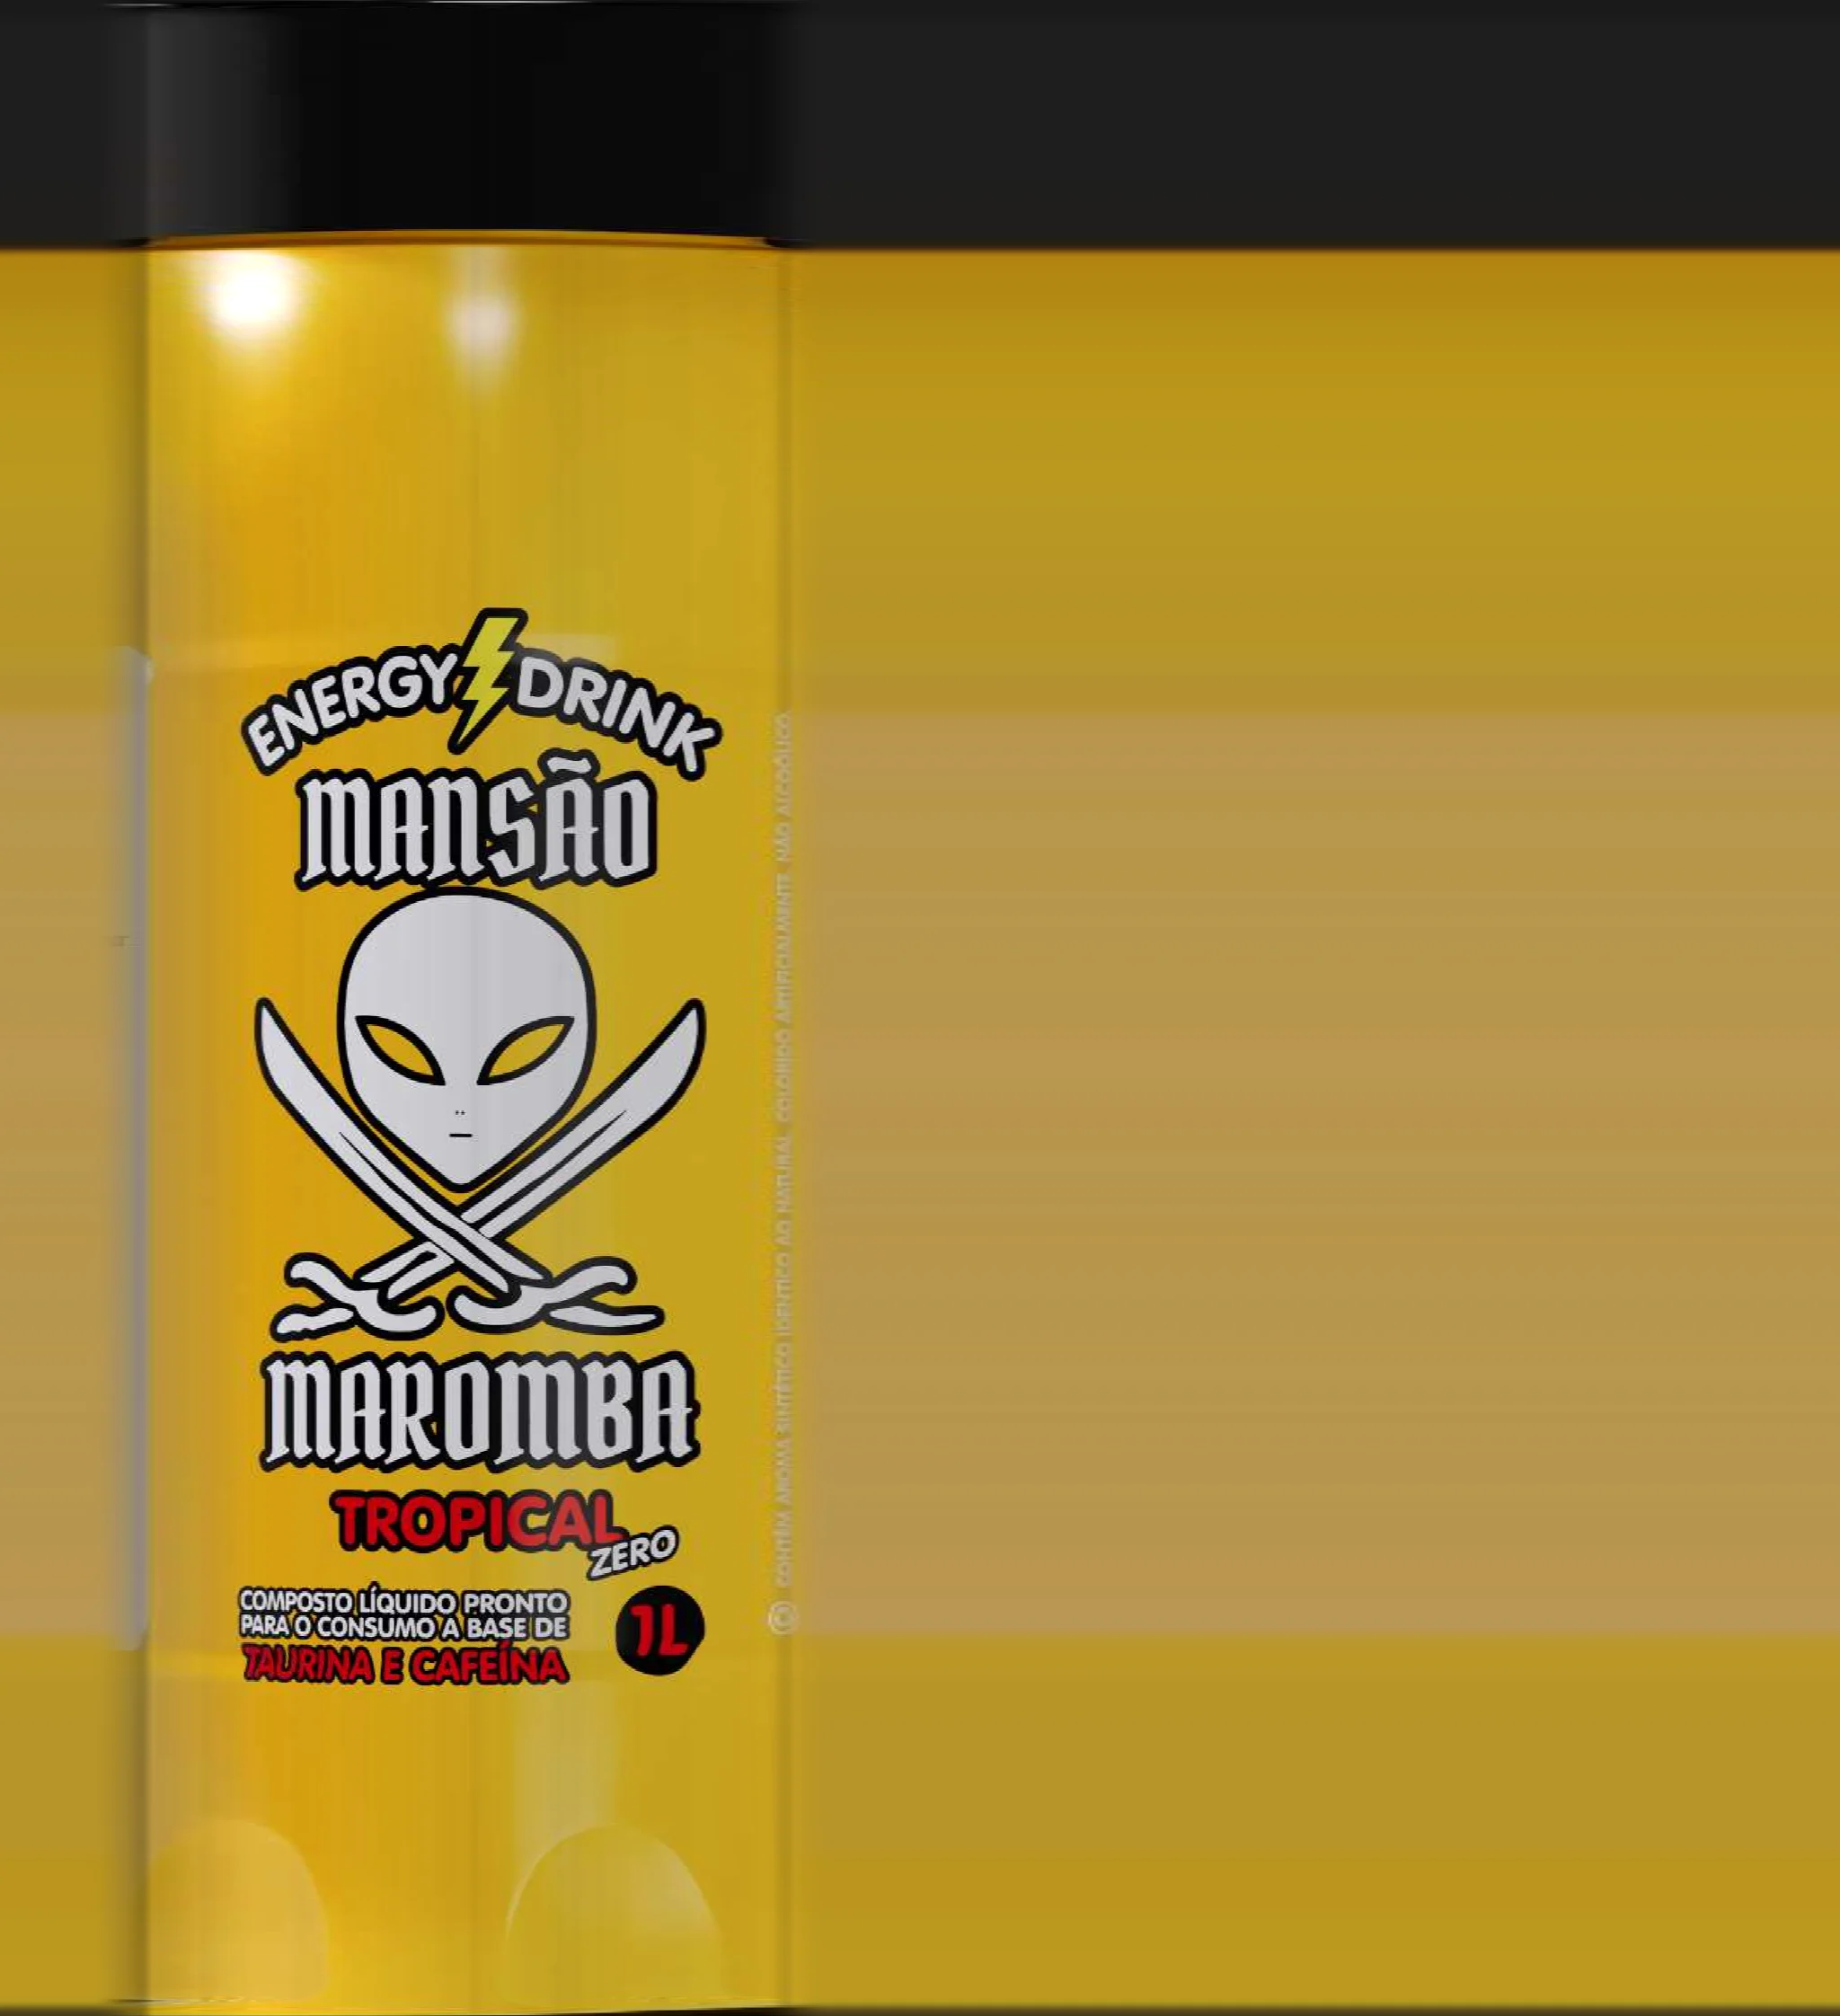 ENERGY DRINK
MANSÃO
MAROMBA
TROPICAL
ZERO
COMPOSTO LÍQUIDO PRONTO
PARA O CONSUMO A BASE DE
TAURINA E CAFEÍNA
1L
CONTÉM AROMA SINTÉTICO IDÊNTICO AO NATURAL. COLORIDO ARTIFICIALMENTE. NÃO ALCOÓLICO